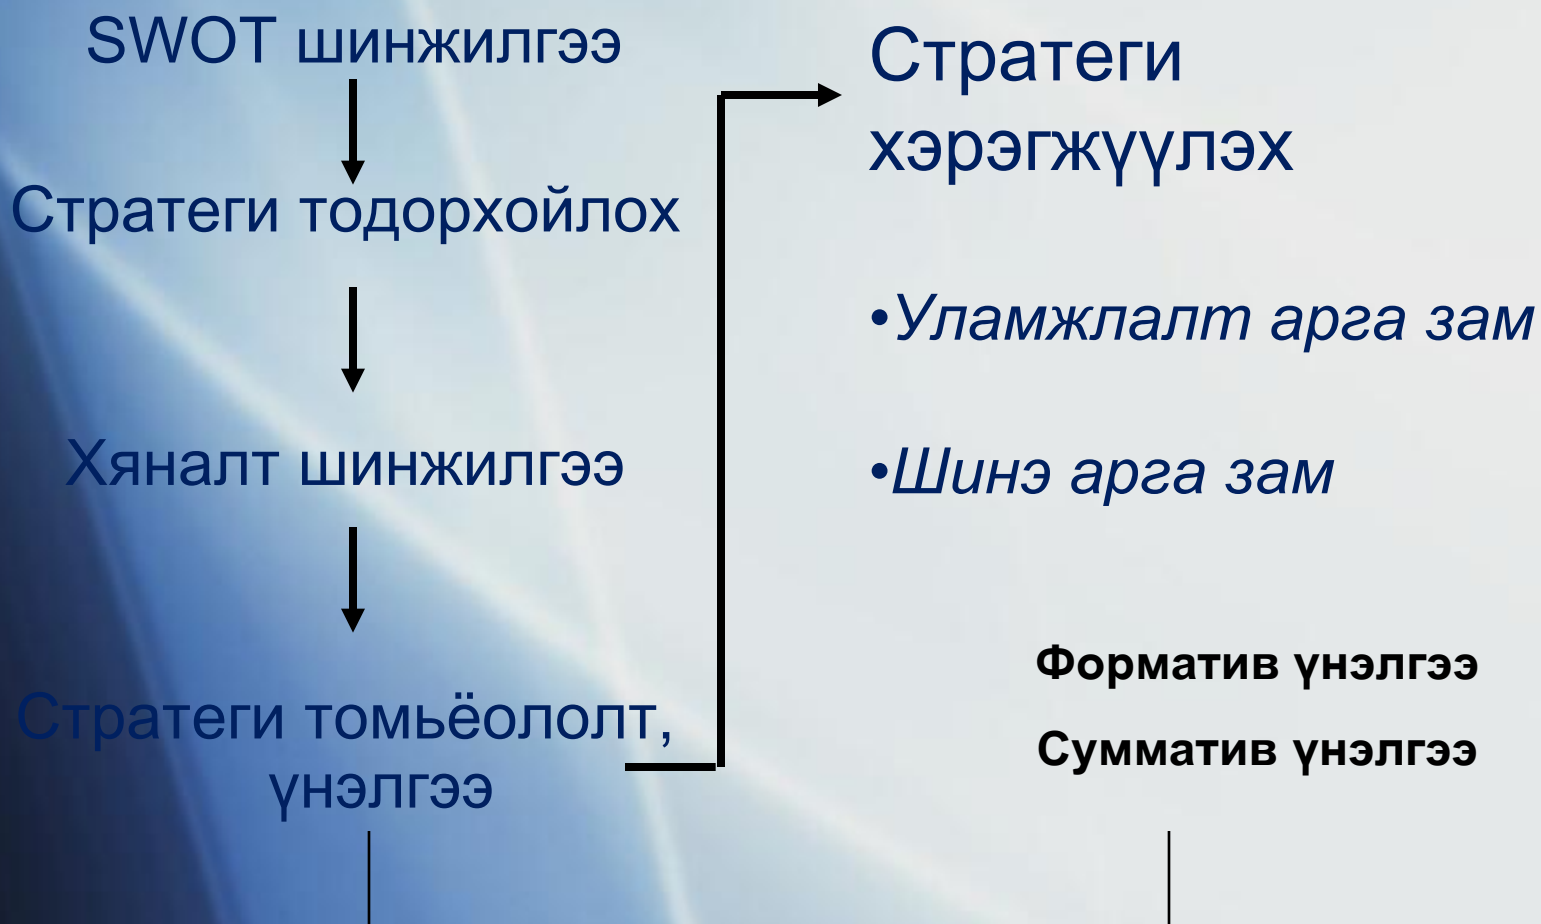 SWOT шинжилгээ
Стратеги тодорхойлох
Хяналт шинжилгээ
Стратеги томьёололт,
үнэлгээ
Стратеги
хэрэгжүүлэх
•Уламжлалт арга зам
•Шинэ арга зам
Форматив үнэлгээ
Сумматив үнэлгээ